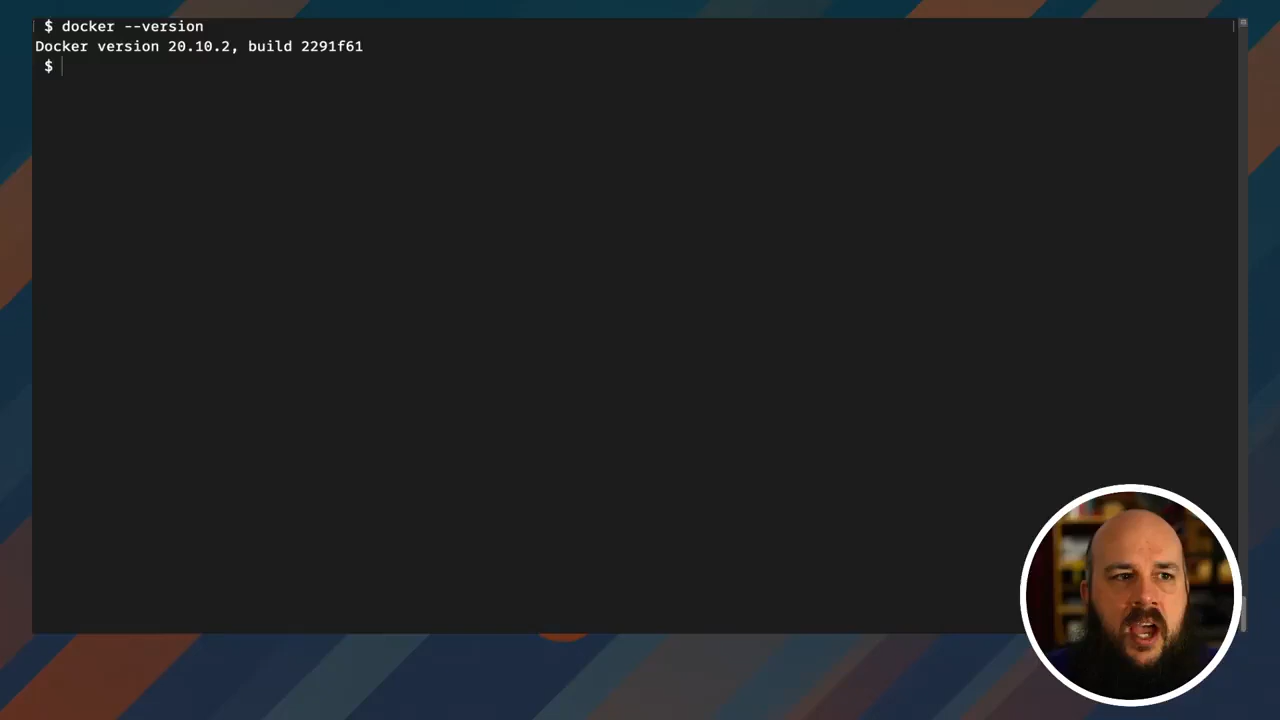 $ docker --version
Docker version 20.10.2, build 2291f61
$